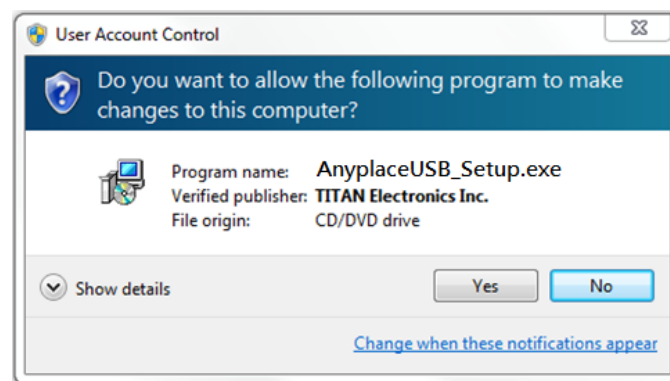 User Account Control
Do you want to allow the following program to make
changes to this computer?
Program name: AnyplaceUSB_Setup.exe
Verified publisher: TITAN Electronics Inc.
File origin: CD/DVD drive
Show details
Yes No
Change when these notifications appear